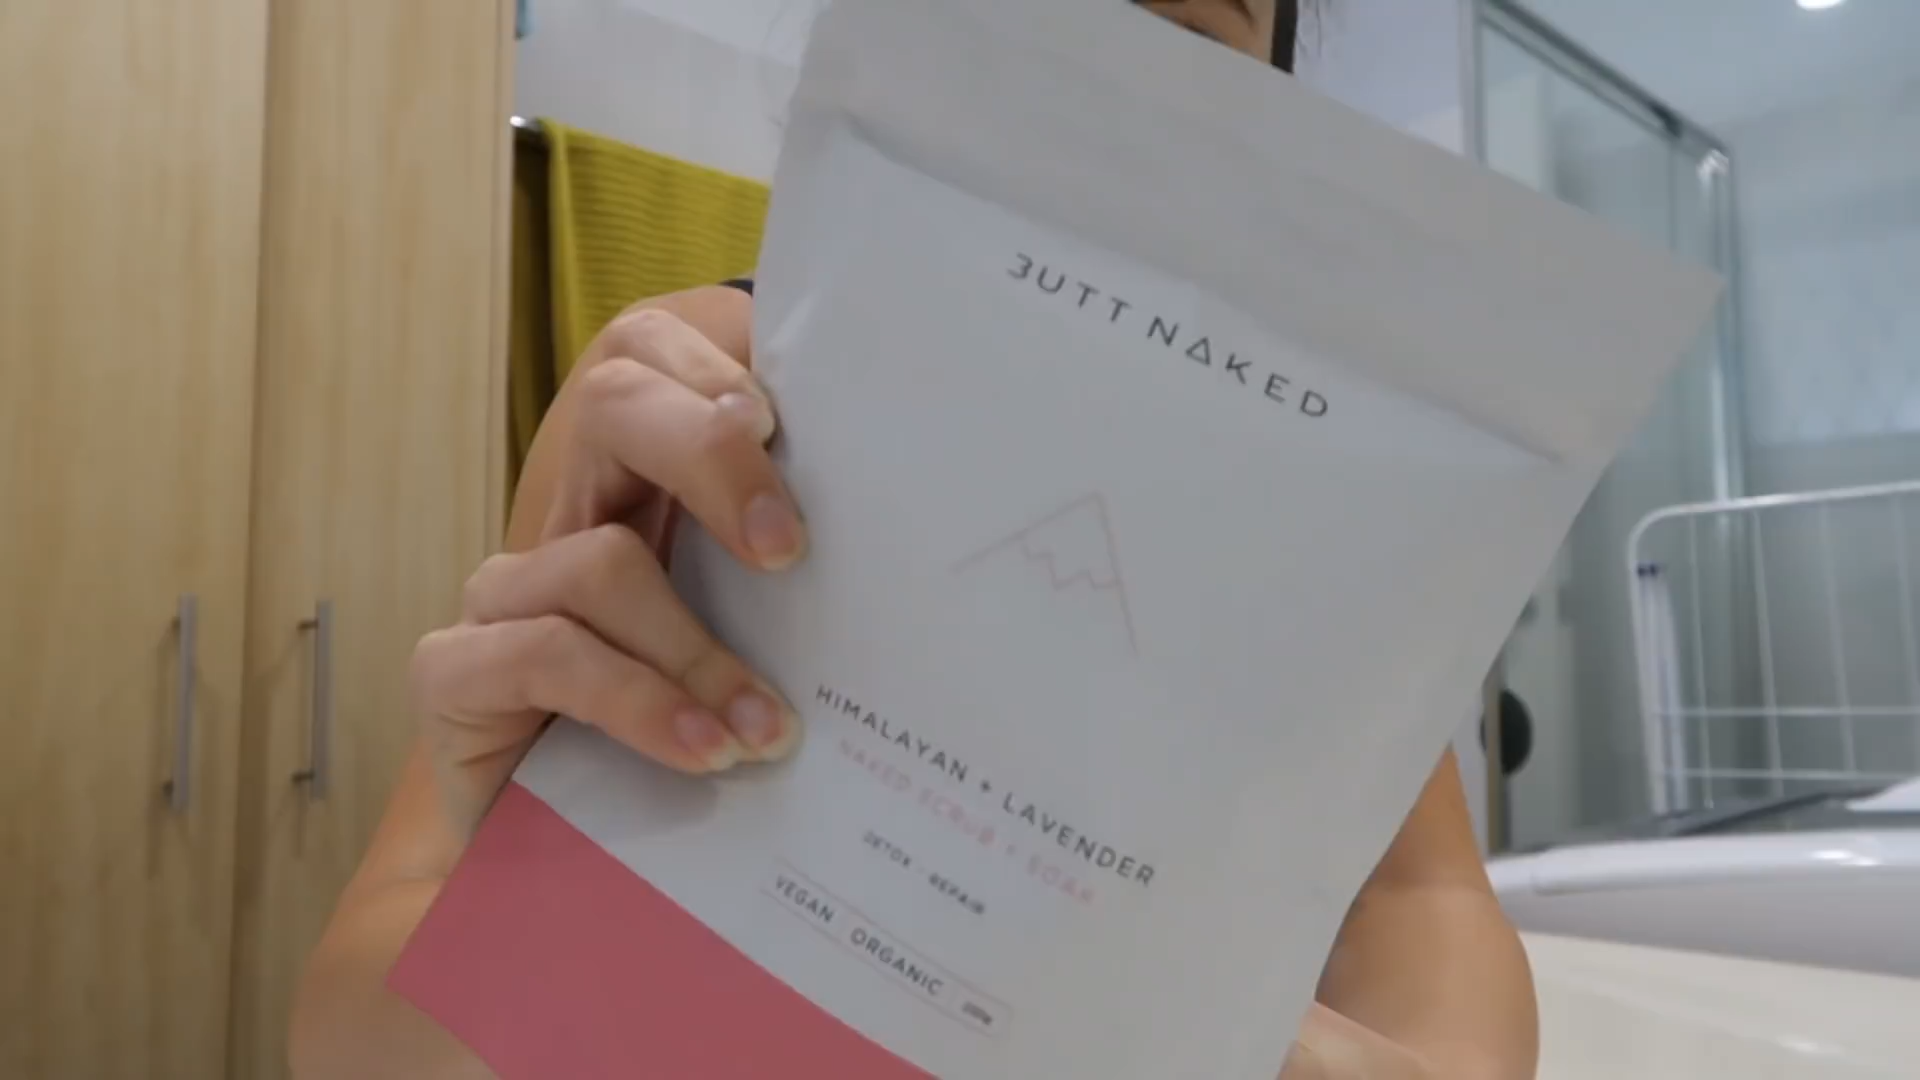 BUTT NAKED
HIMALAYAN + LAVENDER
NAKED SCRUB + SOAK
DETOX - REPAIR
VEGAN ORGANIC